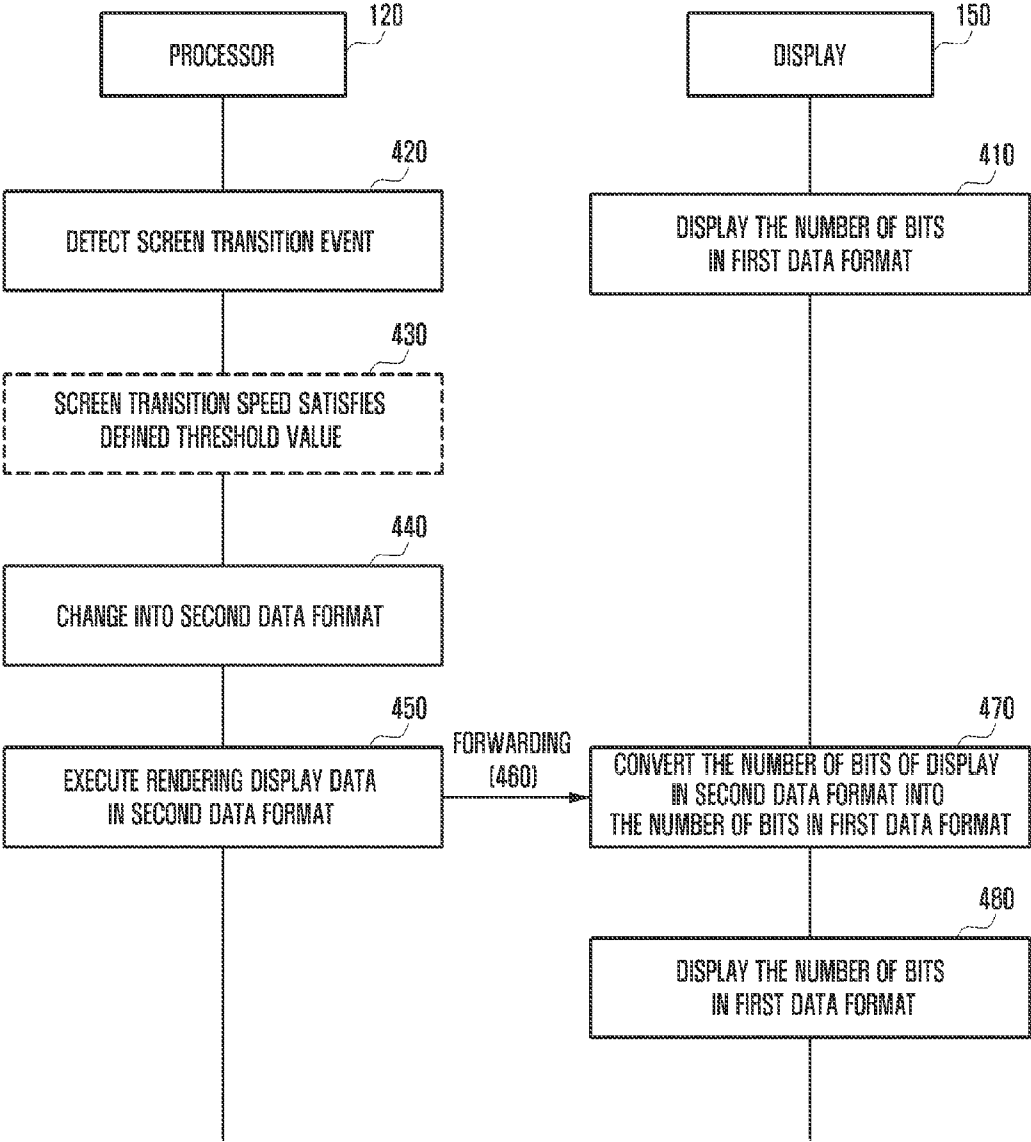 120
PROCESSOR
150
DISPLAY
420
DETECT SCREEN TRANSITION EVENT
410
DISPLAY THE NUMBER OF BITS
IN FIRST DATA FORMAT
430
SCREEN TRANSITION SPEED SATISFIES
DEFINED THRESHOLD VALUE
440
CHANGE INTO SECOND DATA FORMAT
450
EXECUTE RENDERING DISPLAY DATA
IN SECOND DATA FORMAT
FORWARDING
(460)
470
CONVERT THE NUMBER OF BITS OF DISPLAY
IN SECOND DATA FORMAT INTO
THE NUMBER OF BITS IN FIRST DATA FORMAT
480
DISPLAY THE NUMBER OF BITS
IN FIRST DATA FORMAT